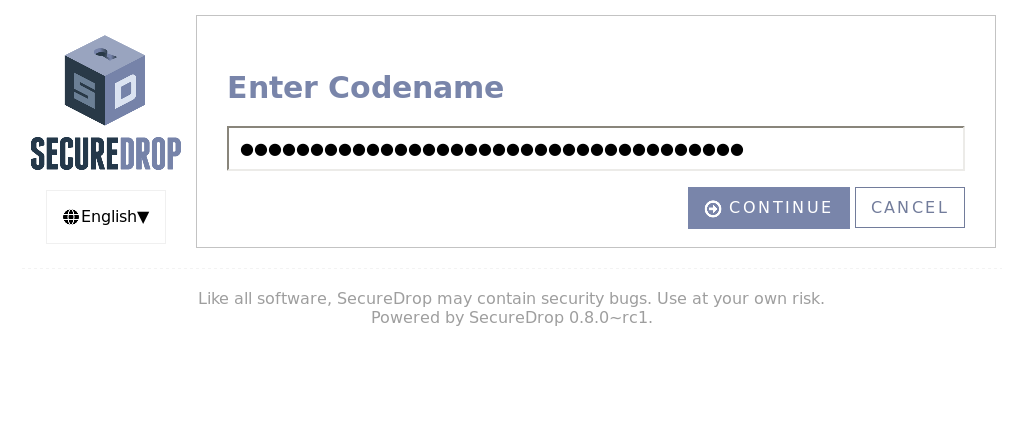 SECUREDROP
English▼
Enter Codename
CONTINUE
CANCEL
Like all software, SecureDrop may contain security bugs. Use at your own risk.
Powered by SecureDrop 0.8.0~rc1.